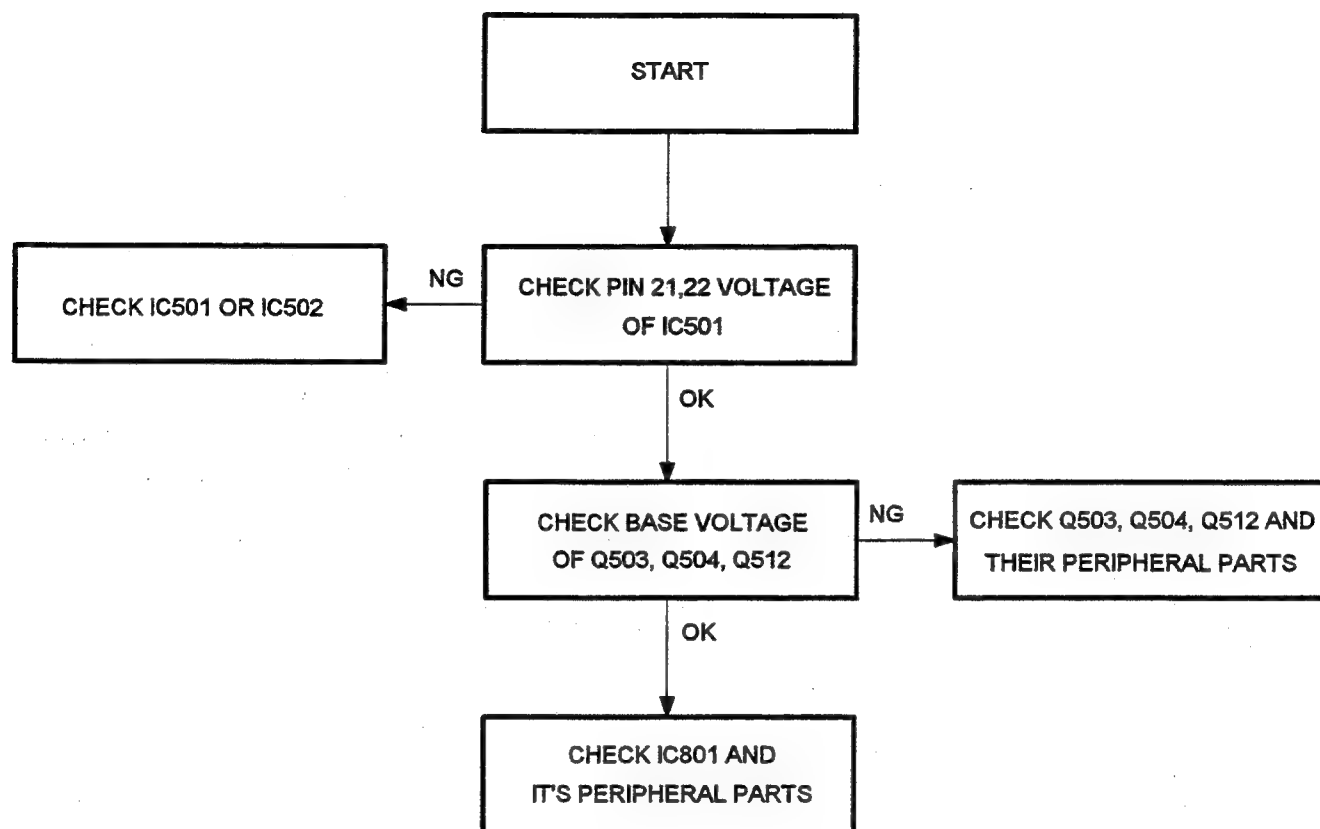 START
NG
CHECK IC501 OR IC502
CHECK PIN 21,22 VOLTAGE
OF IC501
OK
CHECK BASE VOLTAGE
OF Q503, Q504, Q512
NG
CHECK Q503, Q504, Q512 AND
THEIR PERIPHERAL PARTS
OK
CHECK IC801 AND
IT'S PERIPHERAL PARTS